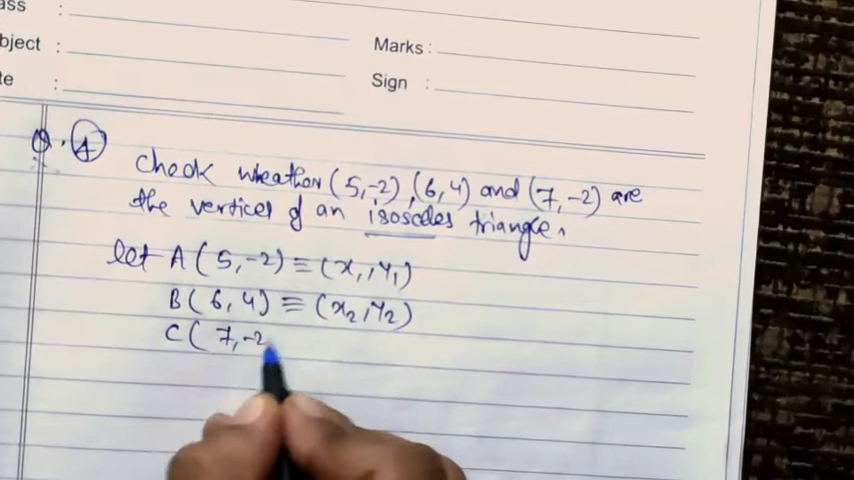 ass :
bject :
Marks :
te :
Sign :
Q. 4
Check wheathor (5,-2), (6,4) and (7,-2) are
the vertices of an isosceles triangle.
let A (5,-2) ≡ (x₁,y₁)
B (6,4) ≡ (x₂,y₂)
C ( 7,-2